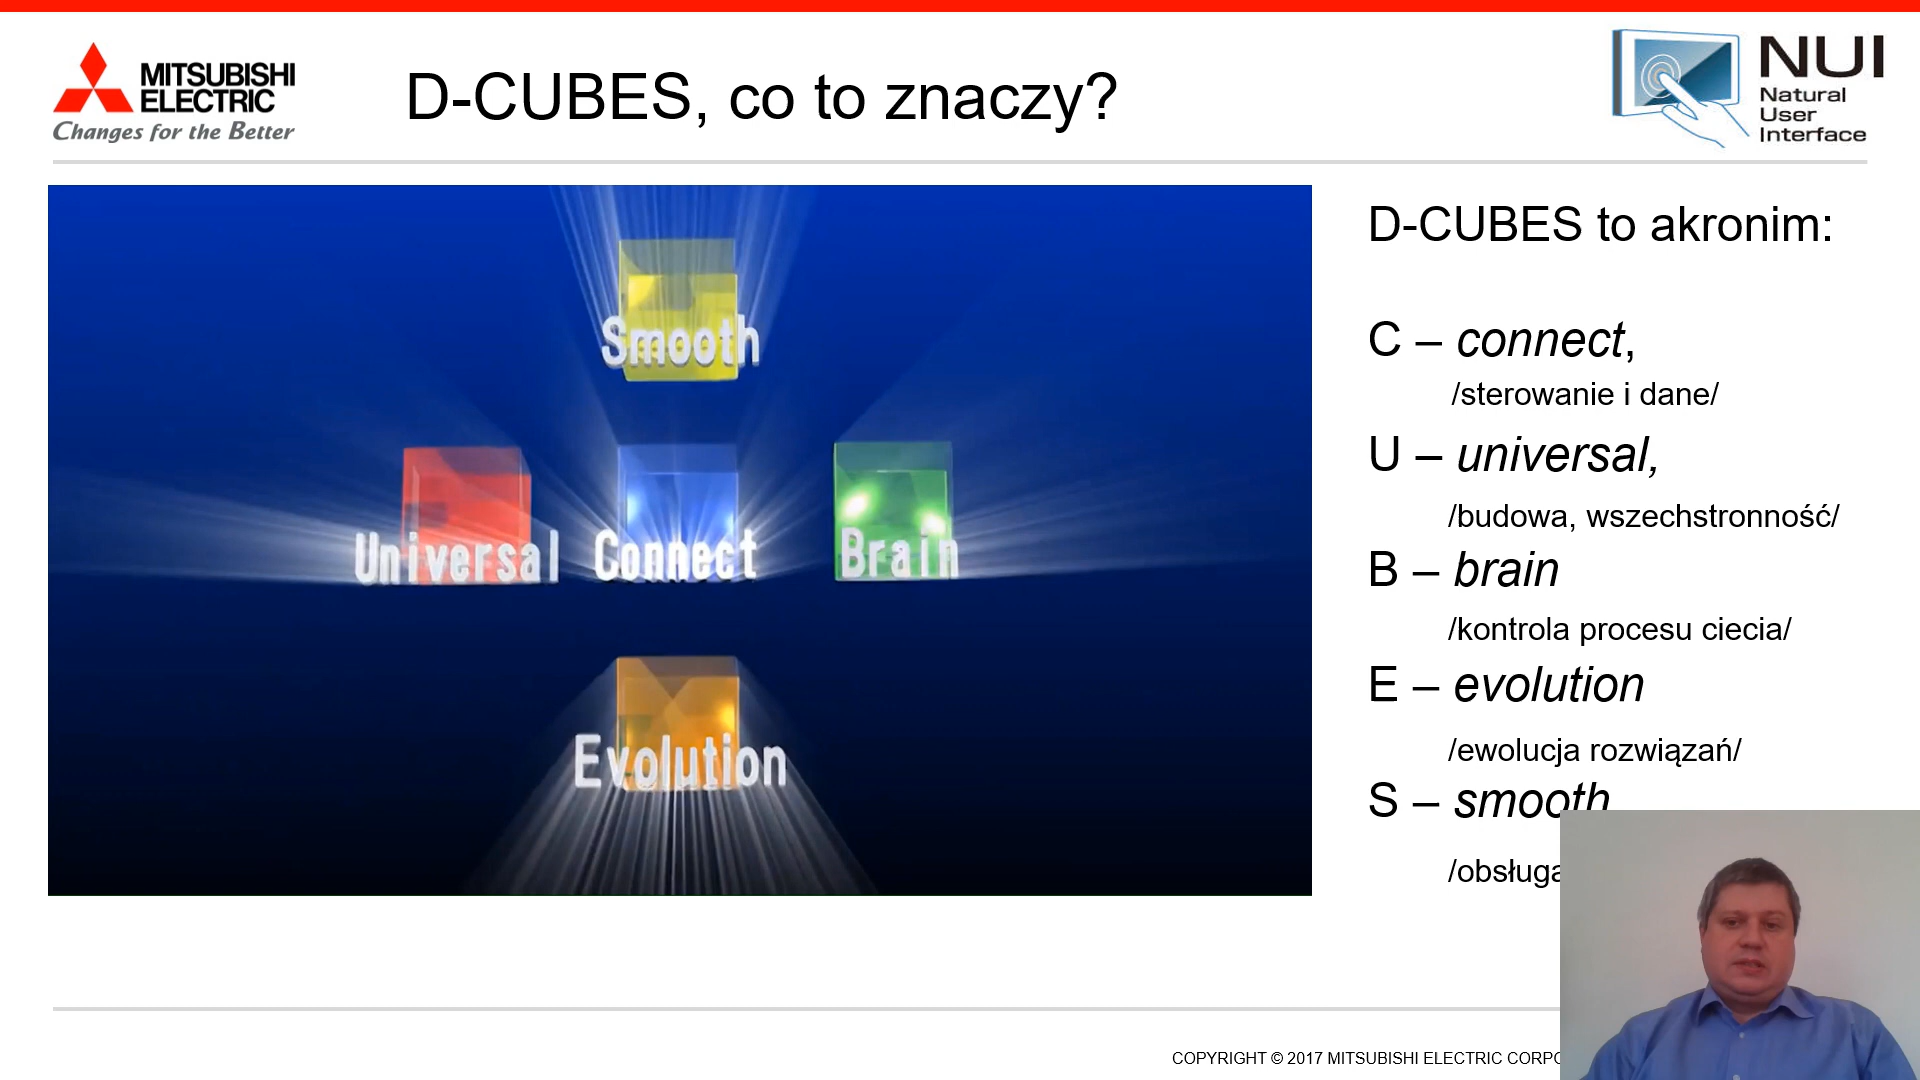 MITSUBISHI
ELECTRIC
Changes for the Better
D-CUBES, co to znaczy?
NUI
Natural
User
Interface
Smooth
Universal
Connect
Brain
Evolution
D-CUBES to akronim:
C – connect,
/sterowanie i dane/
U – universal,
/budowa, wszechstronność/
B – brain
/kontrola procesu ciecia/
E – evolution
/ewolucja rozwiązań/
S – smooth
/obsługa
COPYRIGHT © 2017 MITSUBISHI ELECTRIC